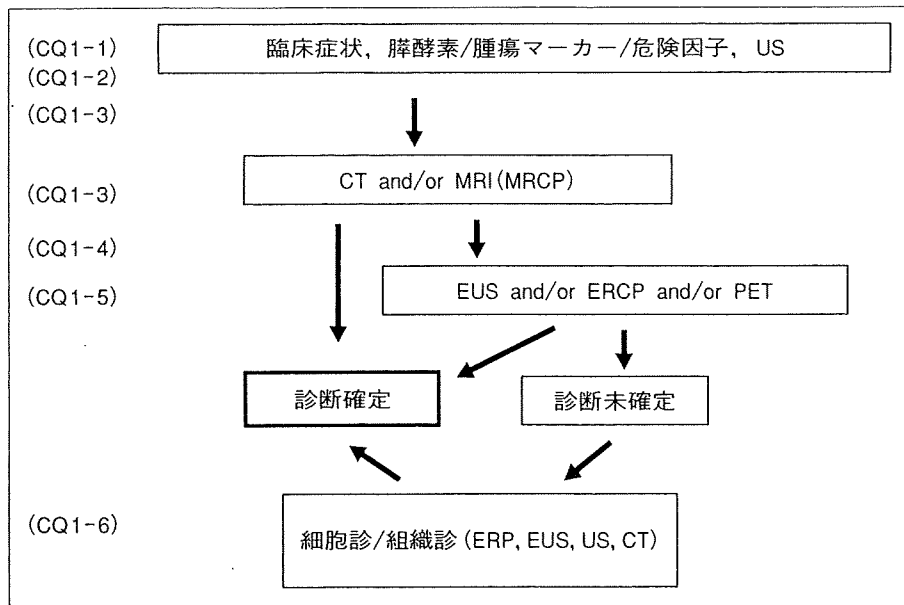 (CQ1-1)
臨床症状, 膵酵素/腫瘍マーカー/危険因子, US
(CQ1-2)
(CQ1-3)
CT and/or MRI(MRCP)
(CQ1-3)
(CQ1-4)
EUS and/or ERCP and/or PET
(CQ1-5)
診断確定
診断未確定
(CQ1-6)
細胞診/組織診(ERP, EUS, US, CT)